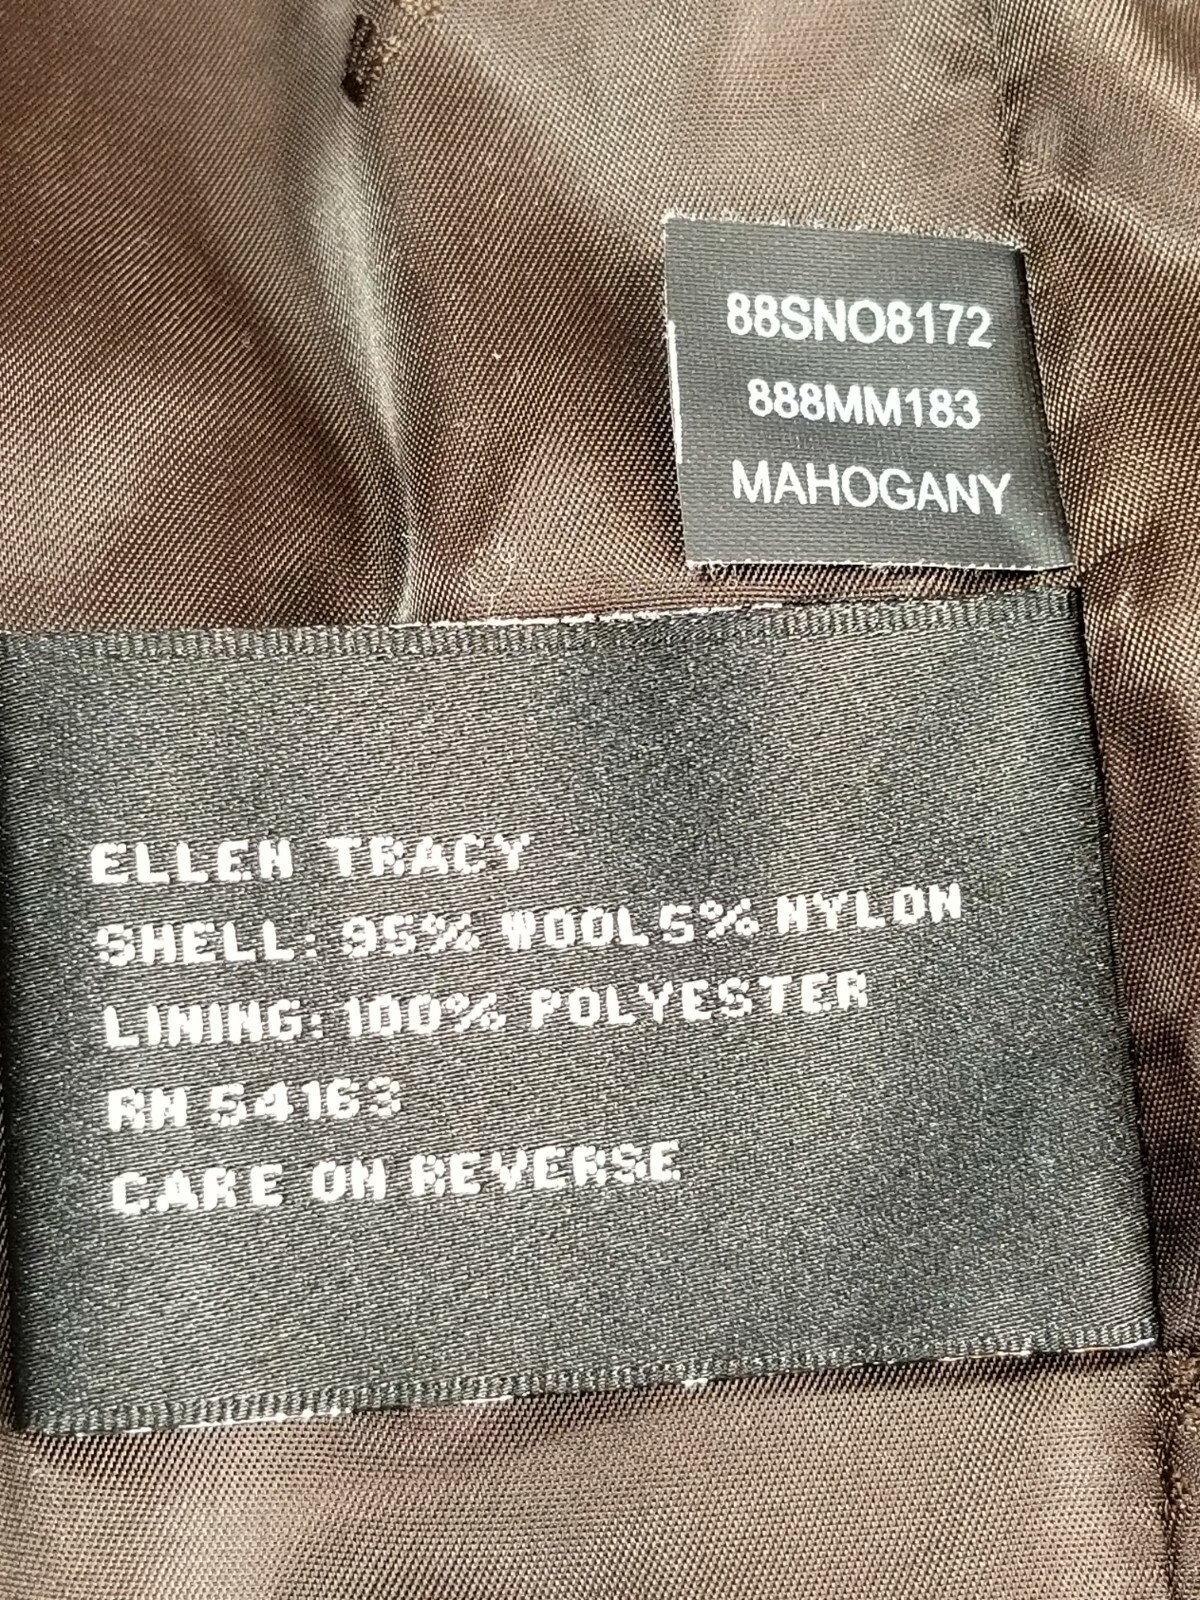 88SNO8172
888MM183
MAHOGANY
ELLEN TRACY
SHELL: 95% WOOL 5% NYLON
LINING: 100% POLYESTER
RN 54163
CARE ON REVERSE